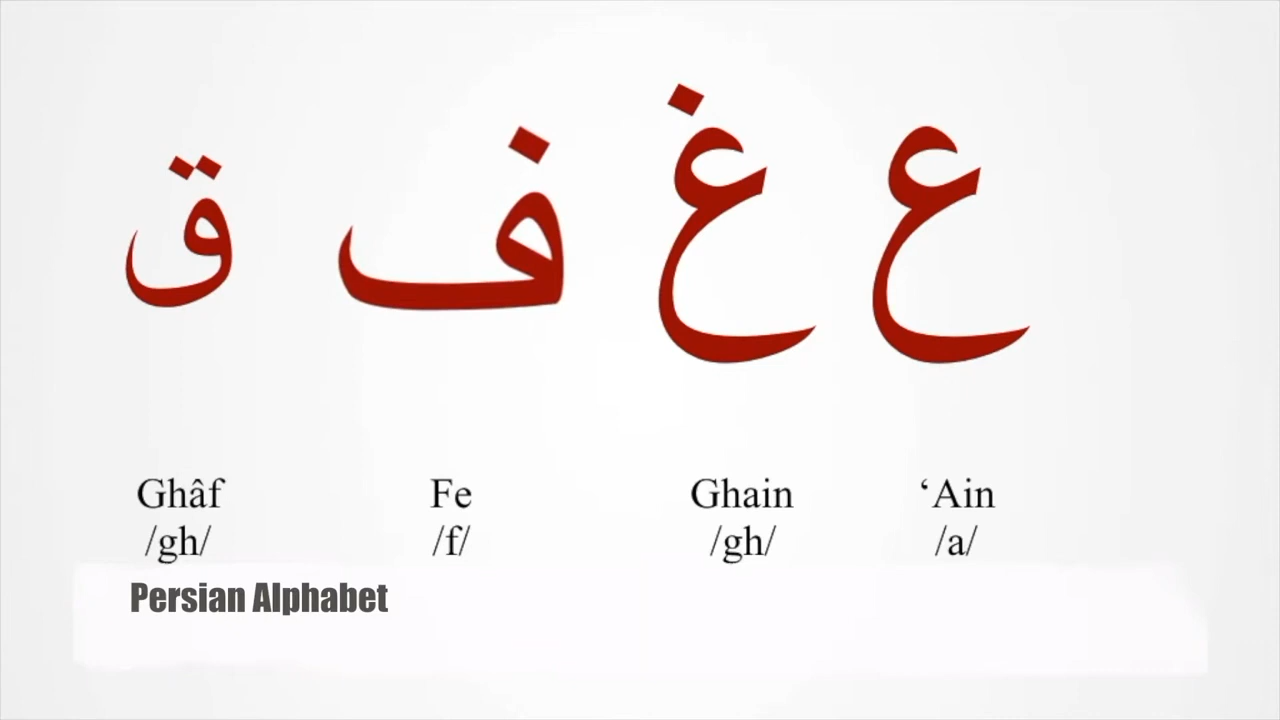 ع غ ف ق
Ghâf Fe Ghain ‘Ain
/gh/ /f/ /gh/ /a/
Persian Alphabet